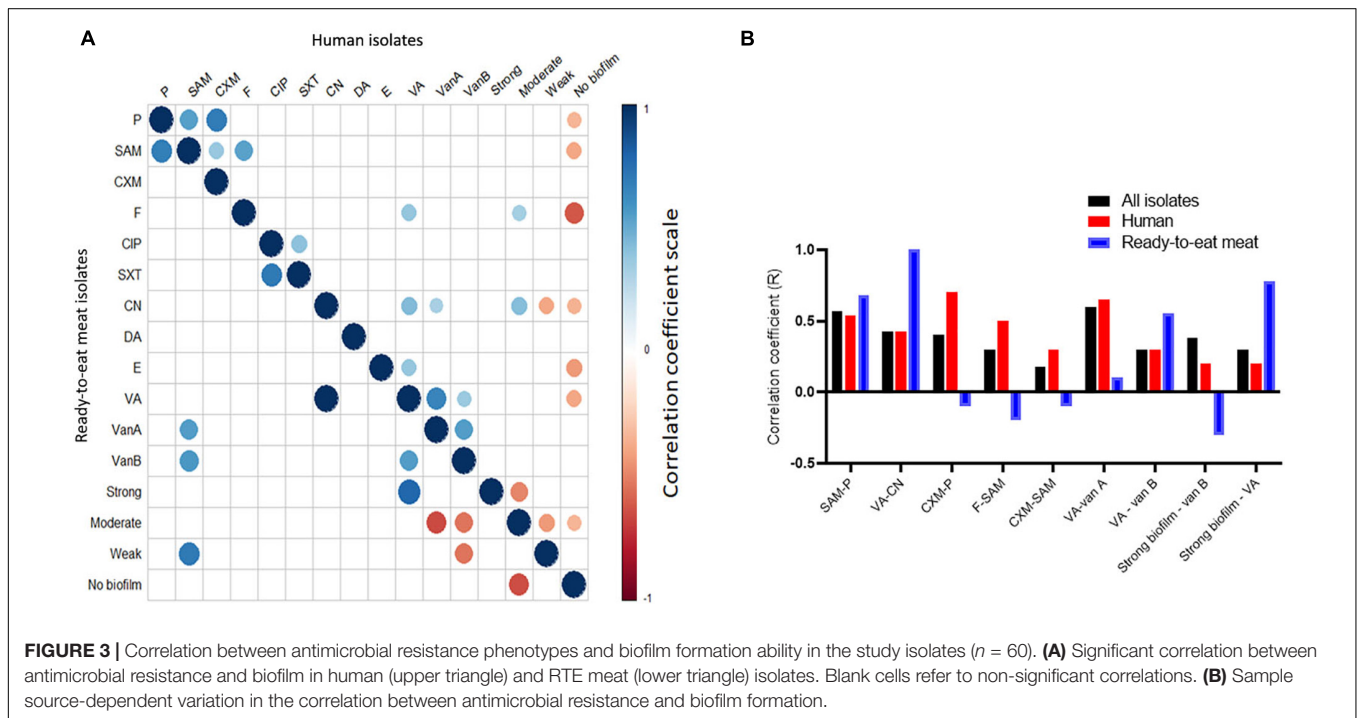 A
Human isolates
P
SAM
CXM
F
CIP
SXT
CN
DA
E
VA
VanA
VanB
Strong
Moderate
Weak
No biofilm
Ready-to-eat meat isolates
P
SAM
CXM
F
CIP
SXT
CN
DA
E
VA
VanA
VanB
Strong
Moderate
Weak
No biofilm
1
0
-1
Correlation coefficient scale
B
All isolates
Human
Ready-to-eat meat
Correlation coefficient (R)
1.0
0.5
0.0
-0.5
SAM-P
VA-CN
CXM-P
F-SAM
CXM-SAM
VA-van A
VA - van B
Strong biofilm - van B
Strong biofilm - VA
FIGURE 3 | Correlation between antimicrobial resistance phenotypes and biofilm formation ability in the study isolates (n = 60). (A) Significant correlation between
antimicrobial resistance and biofilm in human (upper triangle) and RTE meat (lower triangle) isolates. Blank cells refer to non-significant correlations. (B) Sample
source-dependent variation in the correlation between antimicrobial resistance and biofilm formation.